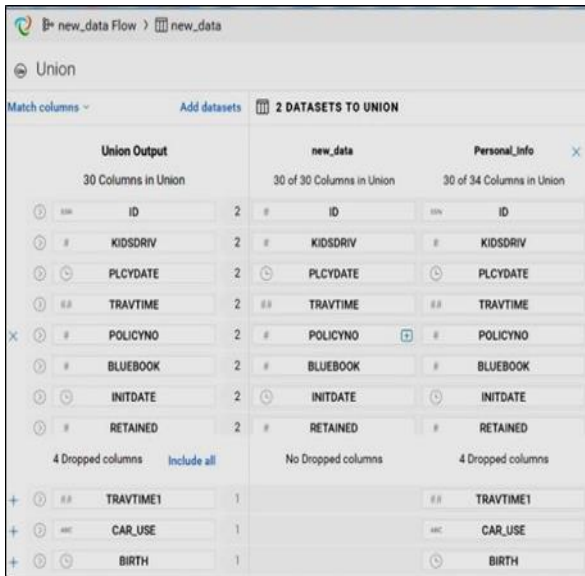 new_data Flow > new_data
Union
Match columns Add datasets 2 DATASETS TO UNION
Union Output new_data Personal_Info
30 Columns in Union 30 of 30 Columns in Union 30 of 34 Columns in Union
SSN ID 2 # ID SSN ID
# KIDSDRIV 2 # KIDSDRIV # KIDSDRIV
PLCYDATE 2 PLCYDATE PLCYDATE
#.# TRAVTIME 2 #.# TRAVTIME #.# TRAVTIME
# POLICYNO 2 # POLICYNO # POLICYNO
# BLUEBOOK 2 # BLUEBOOK # BLUEBOOK
INITDATE 2 INITDATE INITDATE
# RETAINED 2 # RETAINED # RETAINED
4 Dropped columns Include all No Dropped columns 4 Dropped columns
+ #.# TRAVTIME1 1 #.# TRAVTIME1
+ ABC CAR_USE 1 ABC CAR_USE
+ BIRTH 1 BIRTH